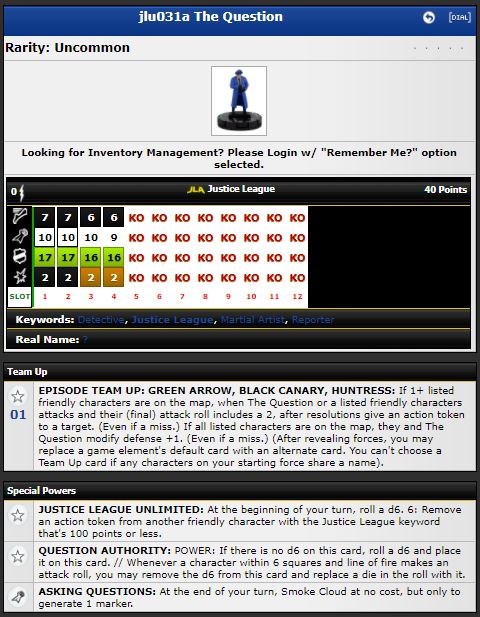 jlu031a The Question
[DIAL]
Rarity: Uncommon
Looking for Inventory Management? Please Login w/ "Remember Me?" option
selected.
0 JLA Justice League 40 Points
7 7 6 6 KO KO KO KO KO KO KO KO
10 10 10 9 KO KO KO KO KO KO KO KO
17 17 16 16 KO KO KO KO KO KO KO KO
2 2 2 2 KO KO KO KO KO KO KO KO
SLOT 1 2 3 4 5 6 7 8 9 10 11 12
Keywords: Detective, Justice League, Martial Artist, Reporter
Real Name: ?
Team Up
01
EPISODE TEAM UP: GREEN ARROW, BLACK CANARY, HUNTRESS: If 1+ listed
friendly characters are on the map, when The Question or a listed friendly characters
attacks and their (final) attack roll includes a 2, after resolutions give an action token
to a target. (Even if a miss.) If all listed characters are on the map, they and The
Question modify defense +1. (Even if a miss.) (After revealing forces, you may
replace a game element's default card with an alternate card. You can't choose a
Team Up card if any characters on your starting force share a name).
Special Powers
JUSTICE LEAGUE UNLIMITED: At the beginning of your turn, roll a d6. 6: Remove
an action token from another friendly character with the Justice League keyword
that's 100 points or less.
QUESTION AUTHORITY: POWER: If there is no d6 on this card, roll a d6 and place
it on this card. // Whenever a character within 6 squares and line of fire makes an
attack roll, you may remove the d6 from this card and replace a die in the roll with it.
ASKING QUESTIONS: At the end of your turn, Smoke Cloud at no cost, but only to
generate 1 marker.